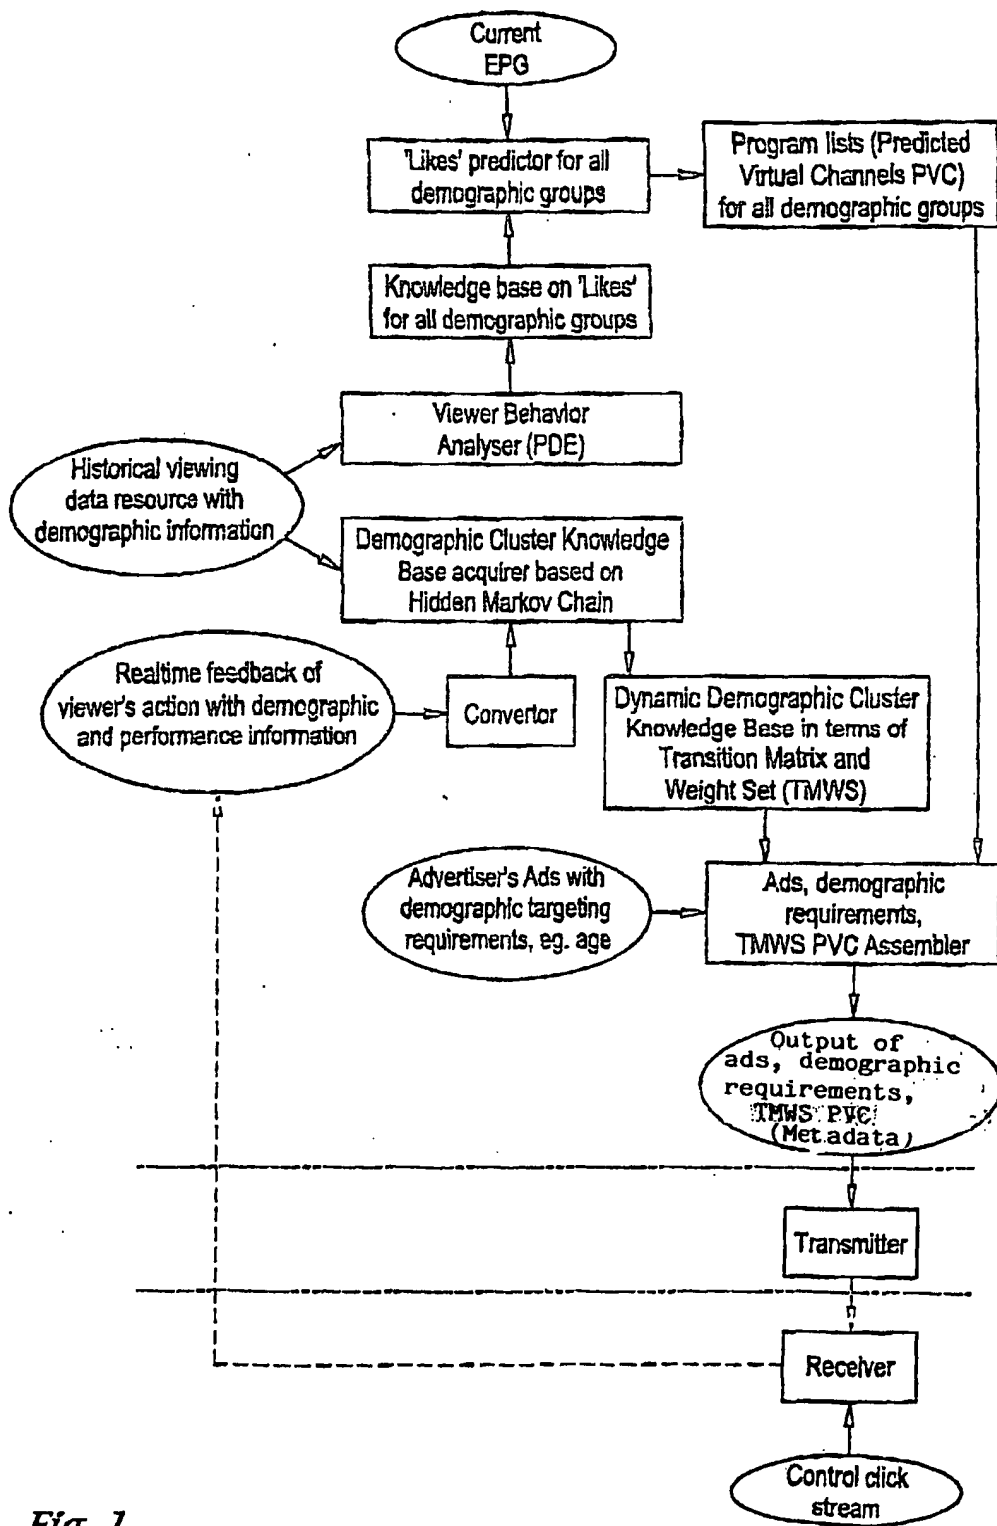 Current
EPG
'Likes' predictor for all
demographic groups
Program lists (Predicted
Virtual Channels PVC)
for all demographic groups
Knowledge base on 'Likes'
for all demographic groups
Viewer Behavior
Analyser (PDE)
Historical viewing
data resource with
demographic information
Demographic Cluster Knowledge
Base acquirer based on
Hidden Markov Chain
Realtime feedback of
viewer's action with demographic
and performance information
Convertor
Dynamic Demographic Cluster
Knowledge Base in terms of
Transition Matrix and
Weight Set (TMWS)
Advertiser's Ads with
demographic targeting
requirements, eg. age
Ads, demographic
requirements,
TMWS PVC Assembler
Output of
ads, demographic
requirements,
TMWS PVC
(Metadata)
Transmitter
Receiver
Control click
stream
Fig. 1